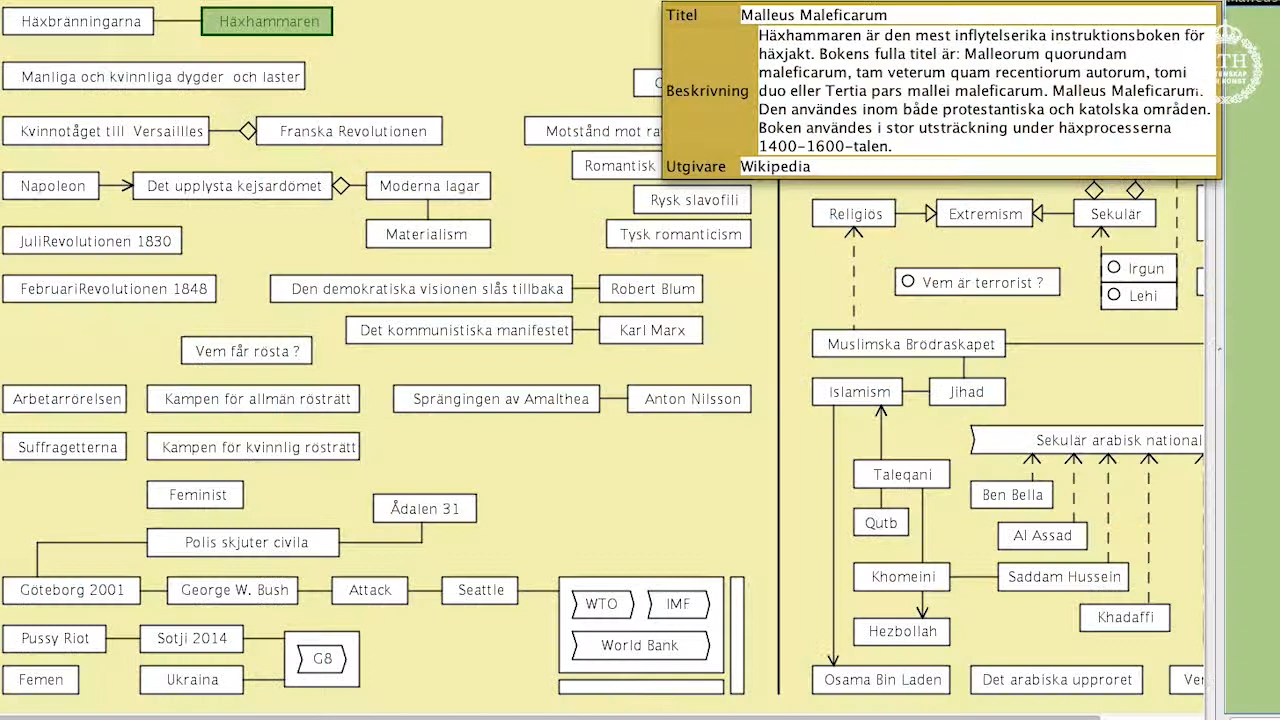 Häxbränningarna
Häxhammaren
Titel
Malleus Maleficarum
Beskrivning
Häxhammaren är den mest inflytelserika instruktionsboken för
häxjakt. Bokens fulla titel är: Malleorum quorundam
maleficarum, tam veterum quam recentiorum autorum, tomi
duo eller Tertia pars mallei maleficarum. Malleus Maleficarum.
Den användes inom både protestantiska och katolska områden.
Boken användes i stor utsträckning under häxprocesserna
1400-1600-talen.
Utgivare
Wikipedia
Manliga och kvinnliga dygder och laster
Kvinnotåget till Versaillles
Franska Revolutionen
Motstånd mot ra
Romantisk
Napoleon
Det upplysta kejsardömet
Moderna lagar
Rysk slavofili
Materialism
Tysk romanticism
JuliRevolutionen 1830
FebruariRevolutionen 1848
Den demokratiska visionen slås tillbaka
Robert Blum
Det kommunistiska manifestet
Karl Marx
Vem får rösta ?
Arbetarrörelsen
Kampen för allmän rösträtt
Sprängingen av Amalthea
Anton Nilsson
Suffragetterna
Kampen för kvinnlig rösträtt
Feminist
Ådalen 31
Polis skjuter civila
Göteborg 2001
George W. Bush
Attack
Seattle
WTO
IMF
World Bank
Pussy Riot
Sotji 2014
G8
Femen
Ukraina
Religiös
Extremism
Sekulär
Irgun
Lehi
Vem är terrorist ?
Muslimska Brödraskapet
Islamism
Jihad
Sekulär arabisk national
Taleqani
Ben Bella
Qutb
Al Assad
Khomeini
Saddam Hussein
Khadaffi
Hezbollah
Osama Bin Laden
Det arabiska upproret